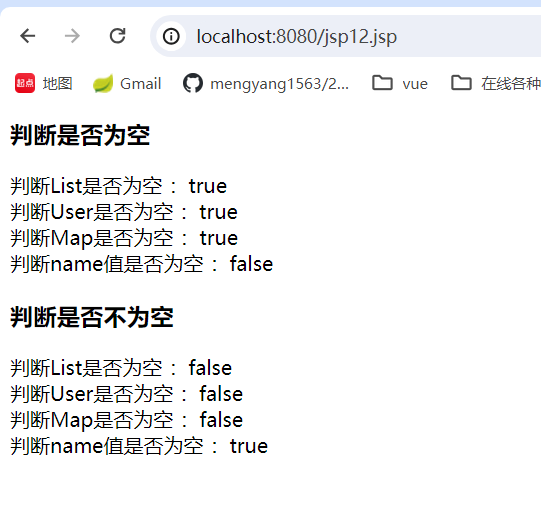 localhost:8080/jsp12.jsp
起点 地图 Gmail mengyang1563/2... vue 在线各种
判断是否为空
判断List是否为空 ：true
判断User是否为空 ：true
判断Map是否为空 ：true
判断name值是否为空 ：false
判断是否不为空
判断List是否为空 ：false
判断User是否为空 ：false
判断Map是否为空 ：false
判断name值是否为空 ：true